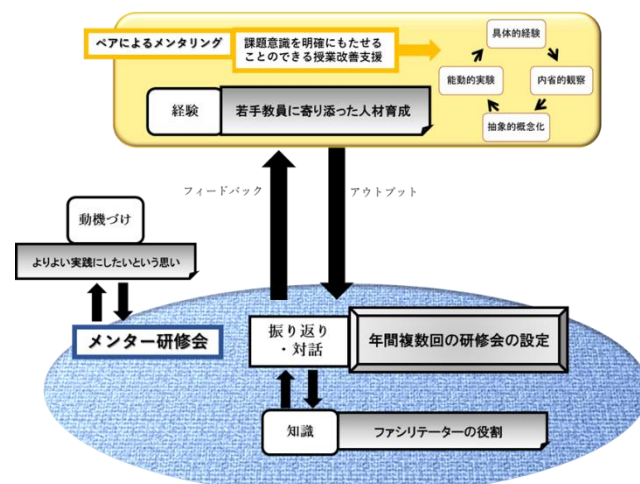 ペアによるメンタリング
課題意識を明確にもたせる
ことのできる授業改善支援
具体的経験
能動的実験
内省的観察
抽象的概念化
経験
若手教員に寄り添った人材育成
フィードバック
アウトプット
動機づけ
よりよい実践にしたいという思い
メンター研修会
振り返り
・対話
年間複数回の研修会の設定
知識
ファシリテーターの役割